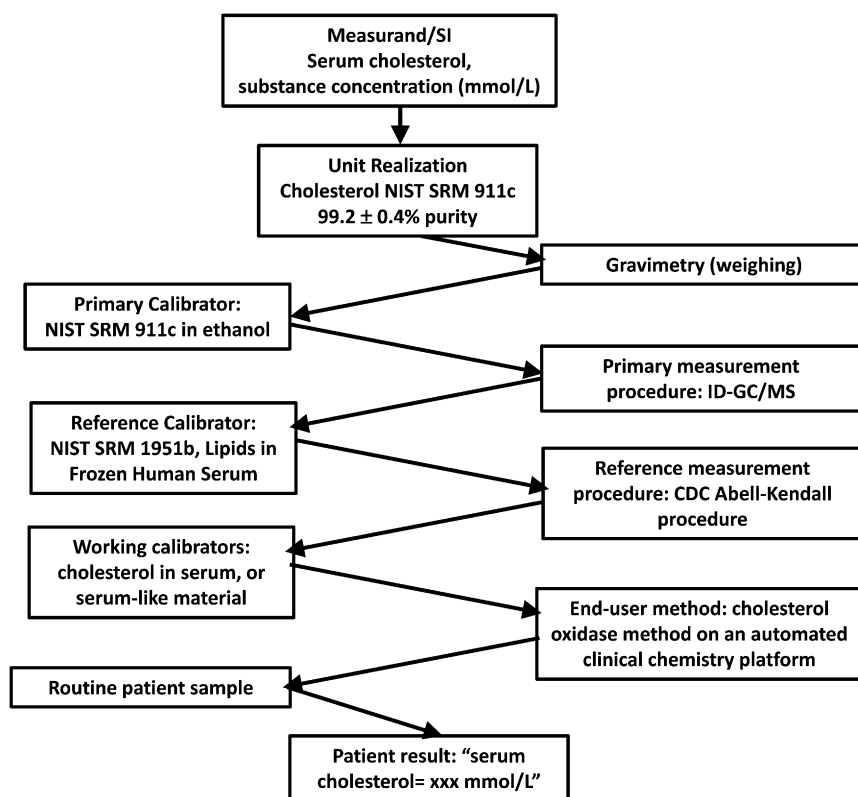 Measurand/SI
Serum cholesterol,
substance concentration (mmol/L)
Unit Realization
Cholesterol NIST SRM 911c
99.2 ± 0.4% purity
Gravimetry (weighing)
Primary Calibrator:
NIST SRM 911c in ethanol
Primary measurement
procedure: ID-GC/MS
Reference Calibrator:
NIST SRM 1951b, Lipids in
Frozen Human Serum
Reference measurement
procedure: CDC Abell-Kendall
procedure
Working calibrators:
cholesterol in serum, or
serum-like material
End-user method: cholesterol
oxidase method on an automated
clinical chemistry platform
Routine patient sample
Patient result: “serum
cholesterol= xxx mmol/L”